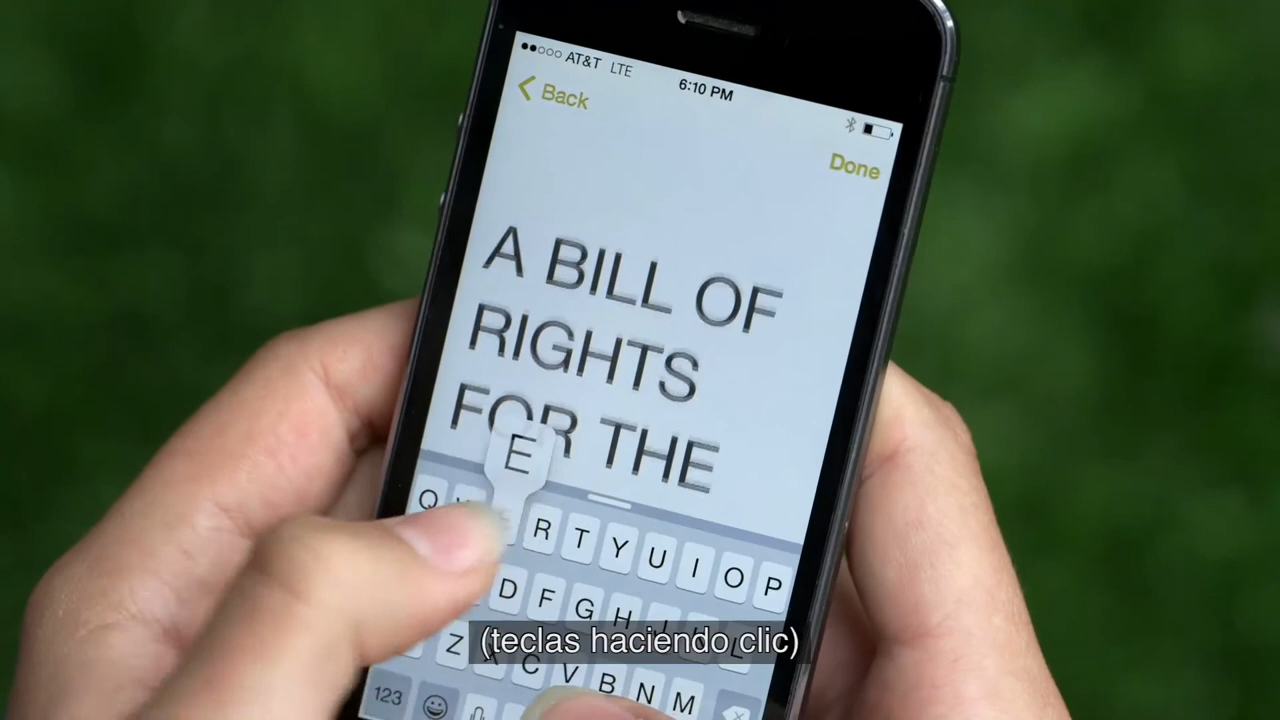 AT&T LTE 6:10 PM
Back
Done
A BILL OF
RIGHTS
FOR THE
E
Q R T Y U I O P
D F G H L
(teclas haciendo clic)
Z C V B N M
123